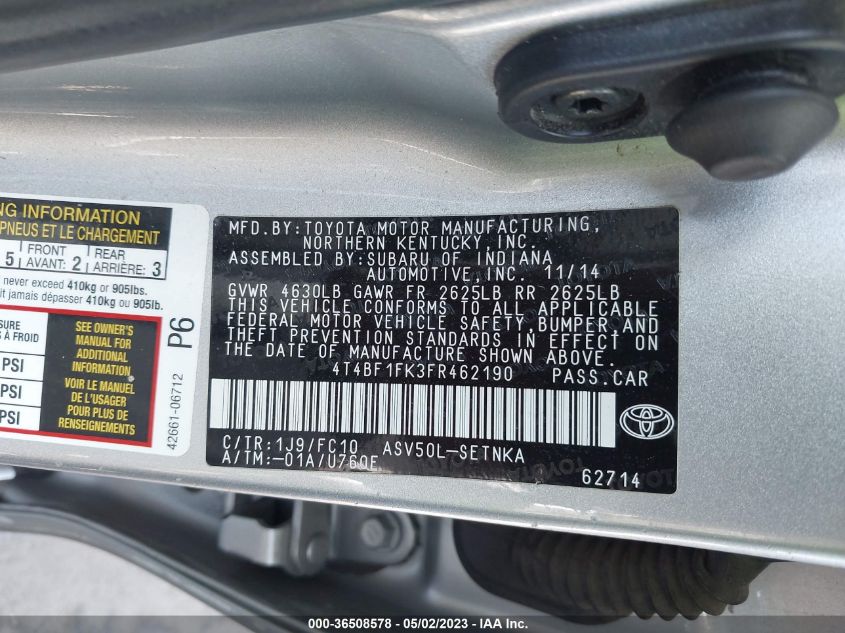 NG INFORMATION
PNEUS ET LE CHARGEMENT
5 FRONT AVANT: 2 REAR ARRIÈRE: 3
never exceed 410kg or 905lbs.
it jamais dépasser 410kg ou 905lb.
SURE
S À FROID
PSI
PSI
PSI
SEE OWNER'S
MANUAL FOR
ADDITIONAL
INFORMATION
VOIR LE MANUEL
DE L'USAGER
POUR PLUS DE
RENSEIGNEMENTS
P6
42661-06712
MFD.BY:TOYOTA MOTOR MANUFACTURING,
NORTHERN KENTUCKY,INC.
ASSEMBLED BY:SUBARU OF INDIANA
AUTOMOTIVE,INC. 11/14
GVWR 4630LB GAWR FR 2625LB RR 2625LB
THIS VEHICLE CONFORMS TO ALL APPLICABLE
FEDERAL MOTOR VEHICLE SAFETY,BUMPER,AND
THEFT PREVENTION STANDARDS IN EFFECT ON
THE DATE OF MANUFACTURE SHOWN ABOVE.
4T4BF1FK3FR462190 PASS.CAR
C/TR:1J9/FC10 ASV50L-SETNKA
A/TM:-01A/U760E
62714
000-36508578 - 05/02/2023 - IAA Inc.